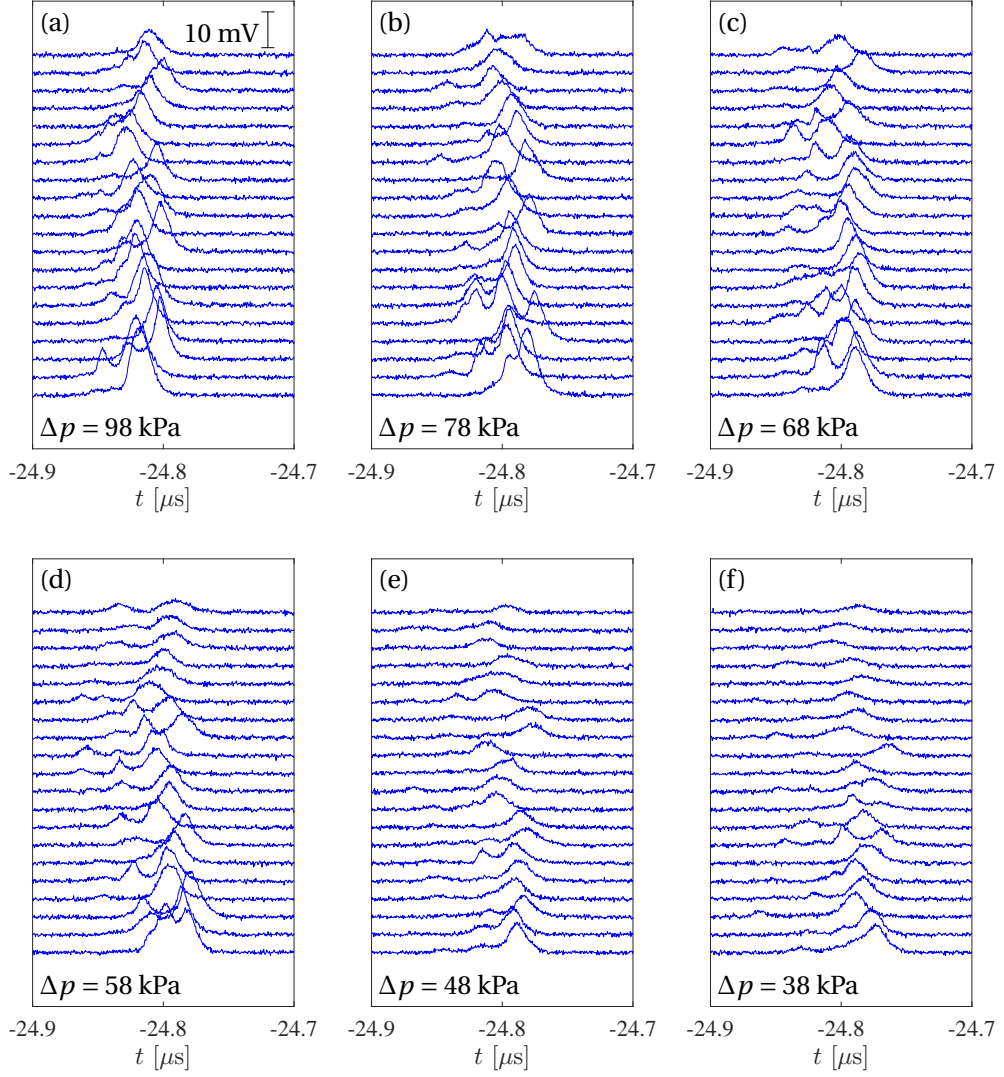 (a) 10 mV (b) (c)
Δp = 98 kPa Δp = 78 kPa Δp = 68 kPa
-24.9 -24.8 -24.7 -24.9 -24.8 -24.7 -24.9 -24.8 -24.7
t [μs] t [μs] t [μs]
(d) (e) (f)
Δp = 58 kPa Δp = 48 kPa Δp = 38 kPa
-24.9 -24.8 -24.7 -24.9 -24.8 -24.7 -24.9 -24.8 -24.7
t [μs] t [μs] t [μs]